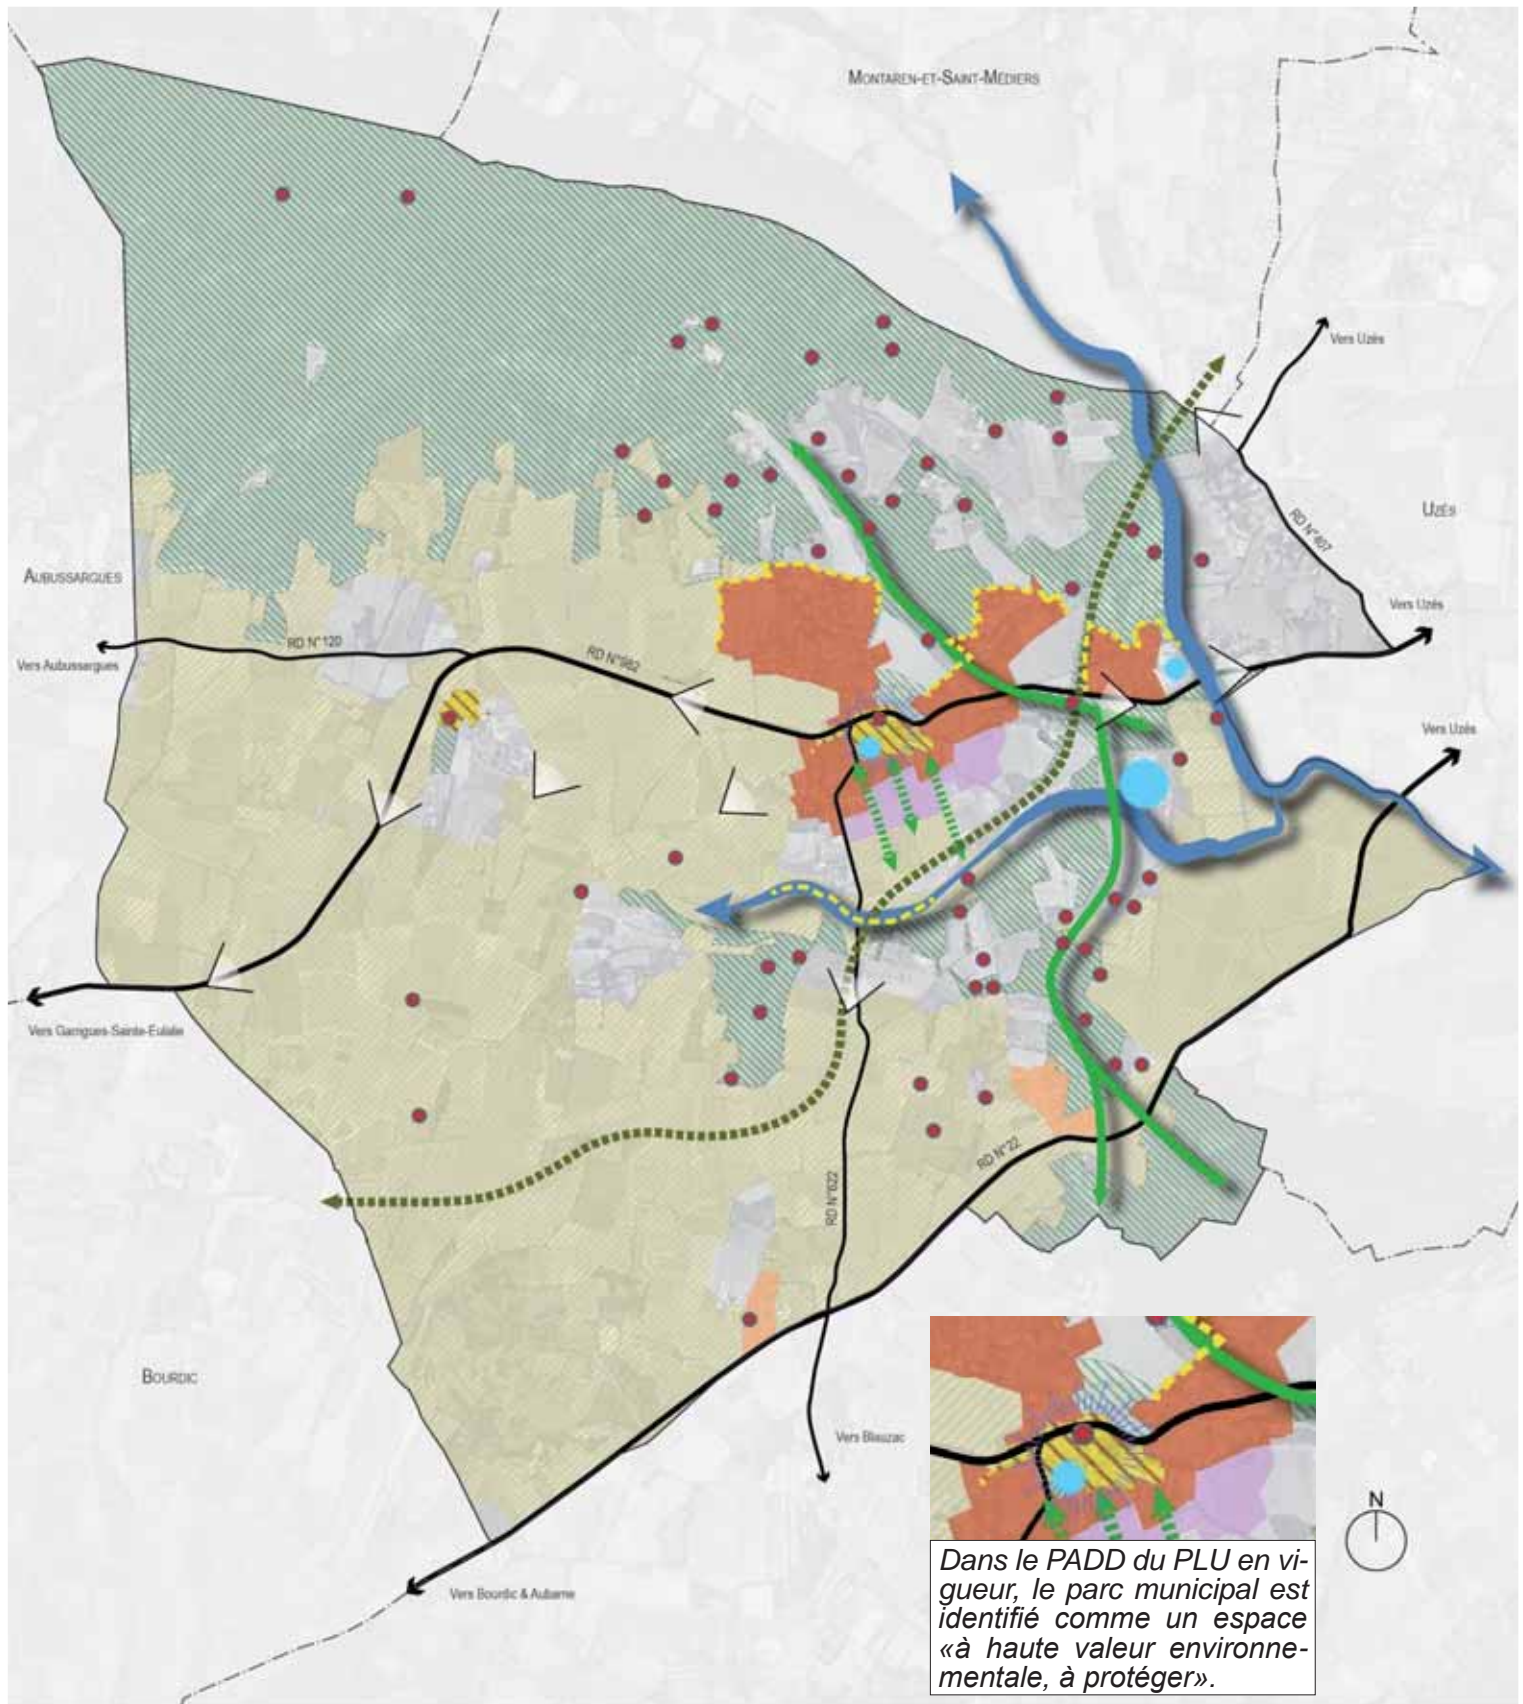 MONTAREN-ET-SAINT-MÉDIERS
Vers Uzès
UZÈS
RD N°407
AUBUSSARGUES
Vers Uzès
RD N°120
RD N°982
Vers Aubussargues
Vers Uzès
Vers Garrigues-Sainte-Eulalie
RD N°22
RD N°622
BOURDIC
Vers Blauzac
N
Vers Bourdic & Aubarne
Dans le PADD du PLU en vi-
gueur, le parc municipal est
identifié comme un espace
«à haute valeur environne-
mentale, à protéger».